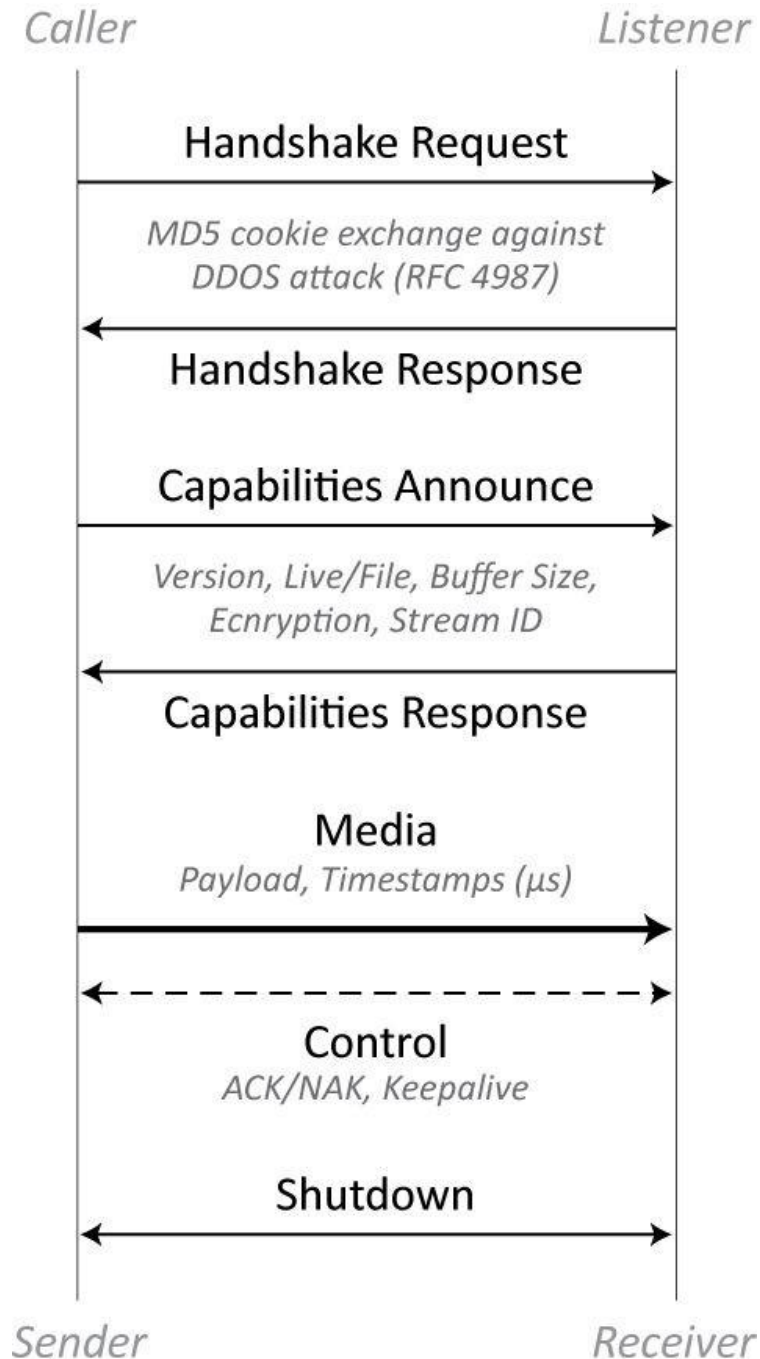 Caller
Listener
Handshake Request
MD5 cookie exchange against
DDOS attack (RFC 4987)
Handshake Response
Capabilities Announce
Version, Live/File, Buffer Size,
Ecnryption, Stream ID
Capabilities Response
Media
Payload, Timestamps (µs)
Control
ACK/NAK, Keepalive
Shutdown
Sender
Receiver